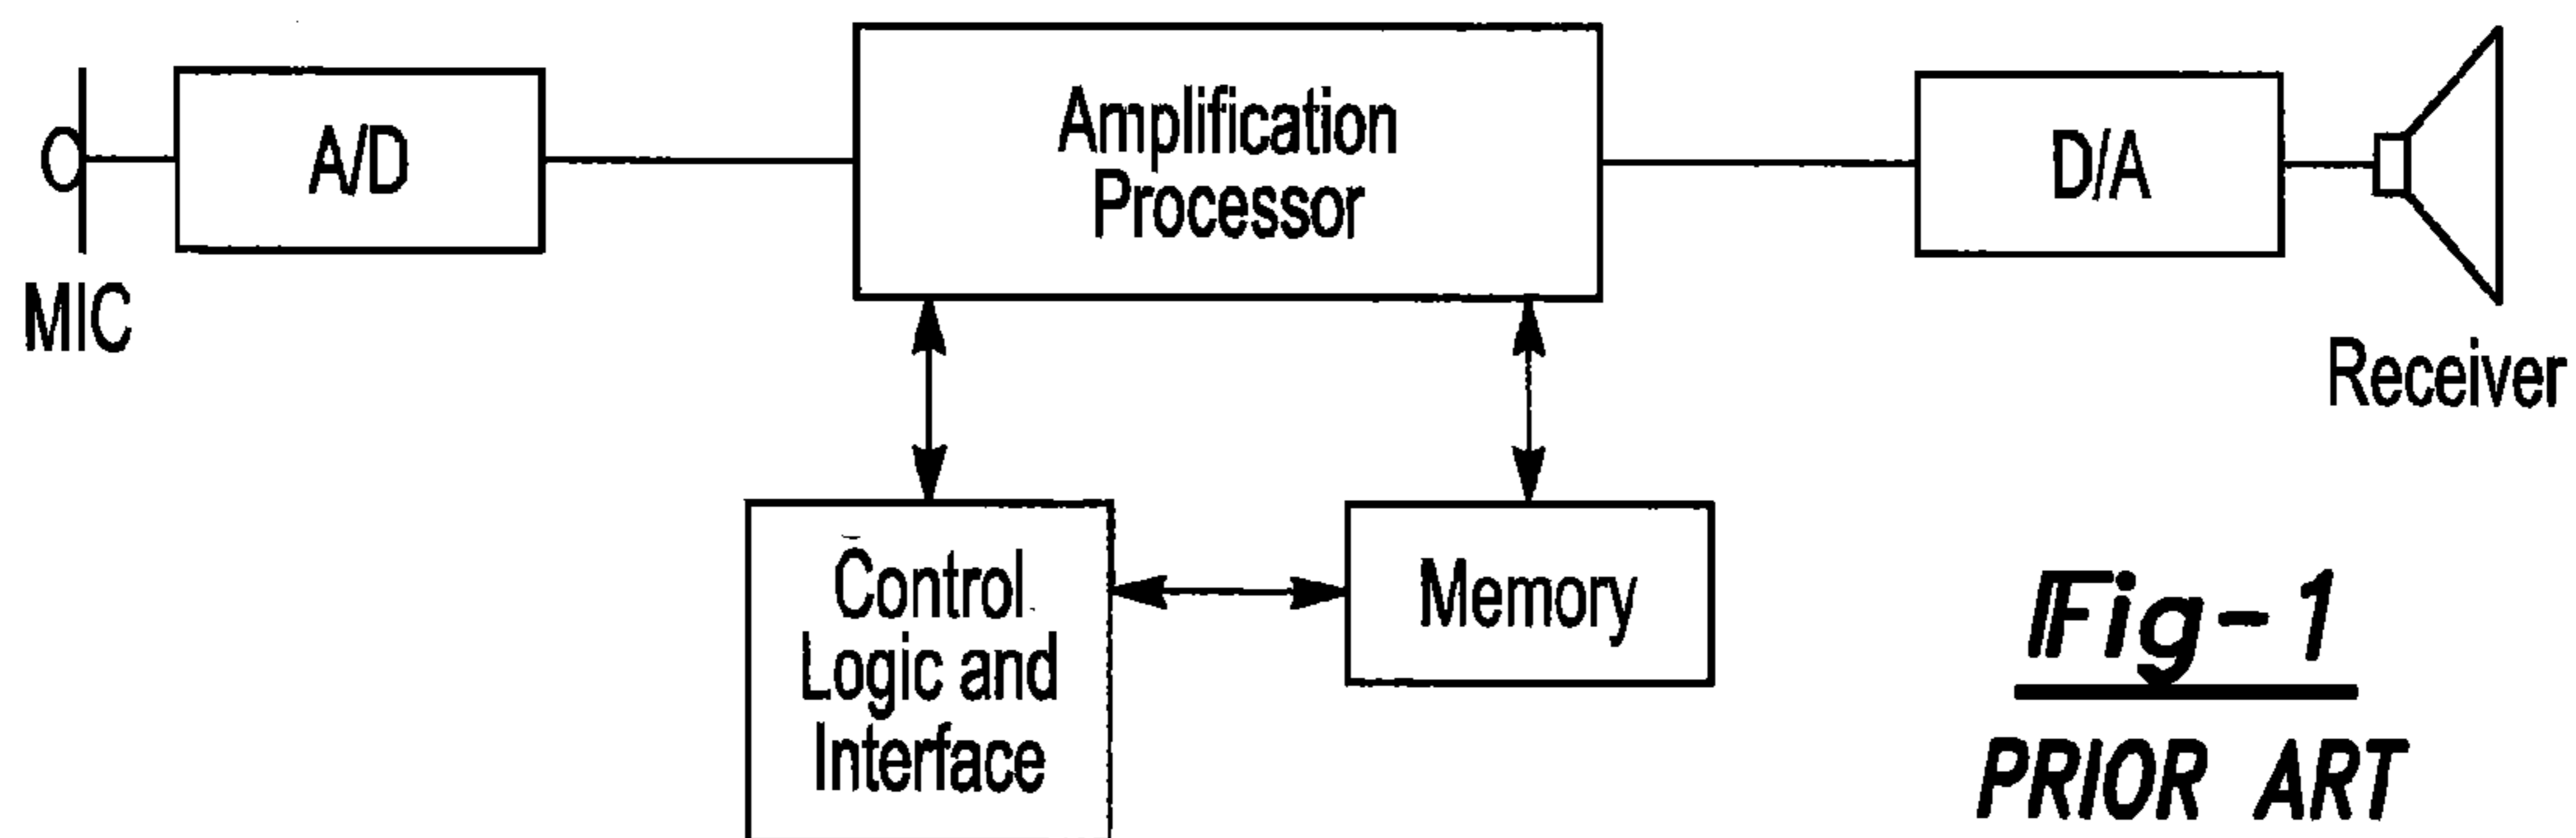 A/D
Amplification
Processor
D/A
MIC
Receiver
Control
Logic and
Interface
Memory
Fig-1
PRIOR ART